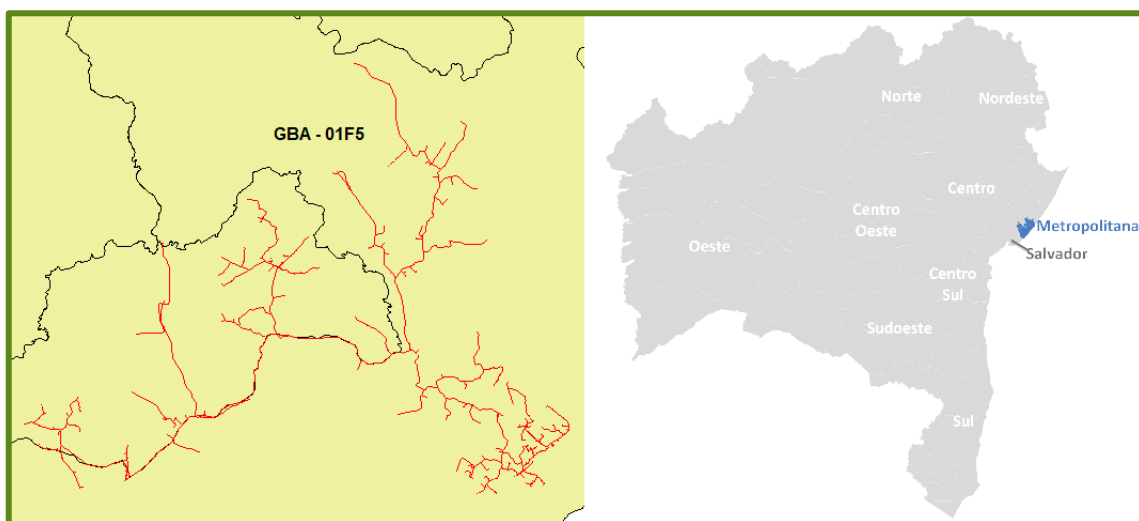 GBA - 01F5
Norte
Nordeste
Centro
Centro
Oeste
Oeste
Metropolitana
Salvador
Centro
Sul
Sudoeste
Sul